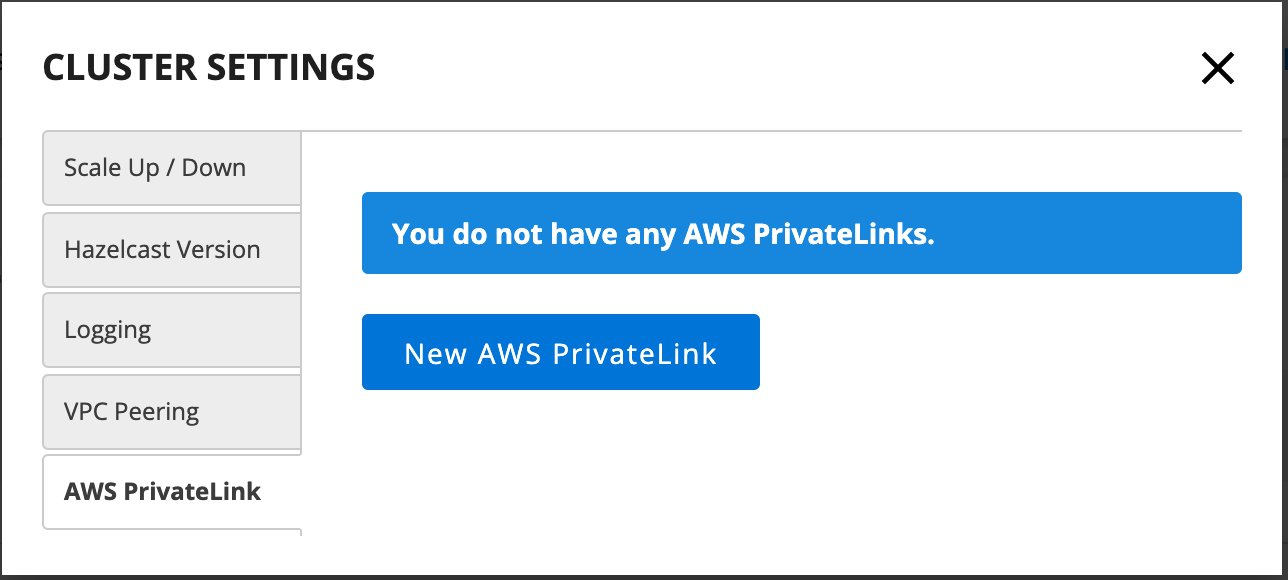 CLUSTER SETTINGS
Scale Up / Down
Hazelcast Version
Logging
VPC Peering
AWS PrivateLink
You do not have any AWS PrivateLinks.
New AWS PrivateLink